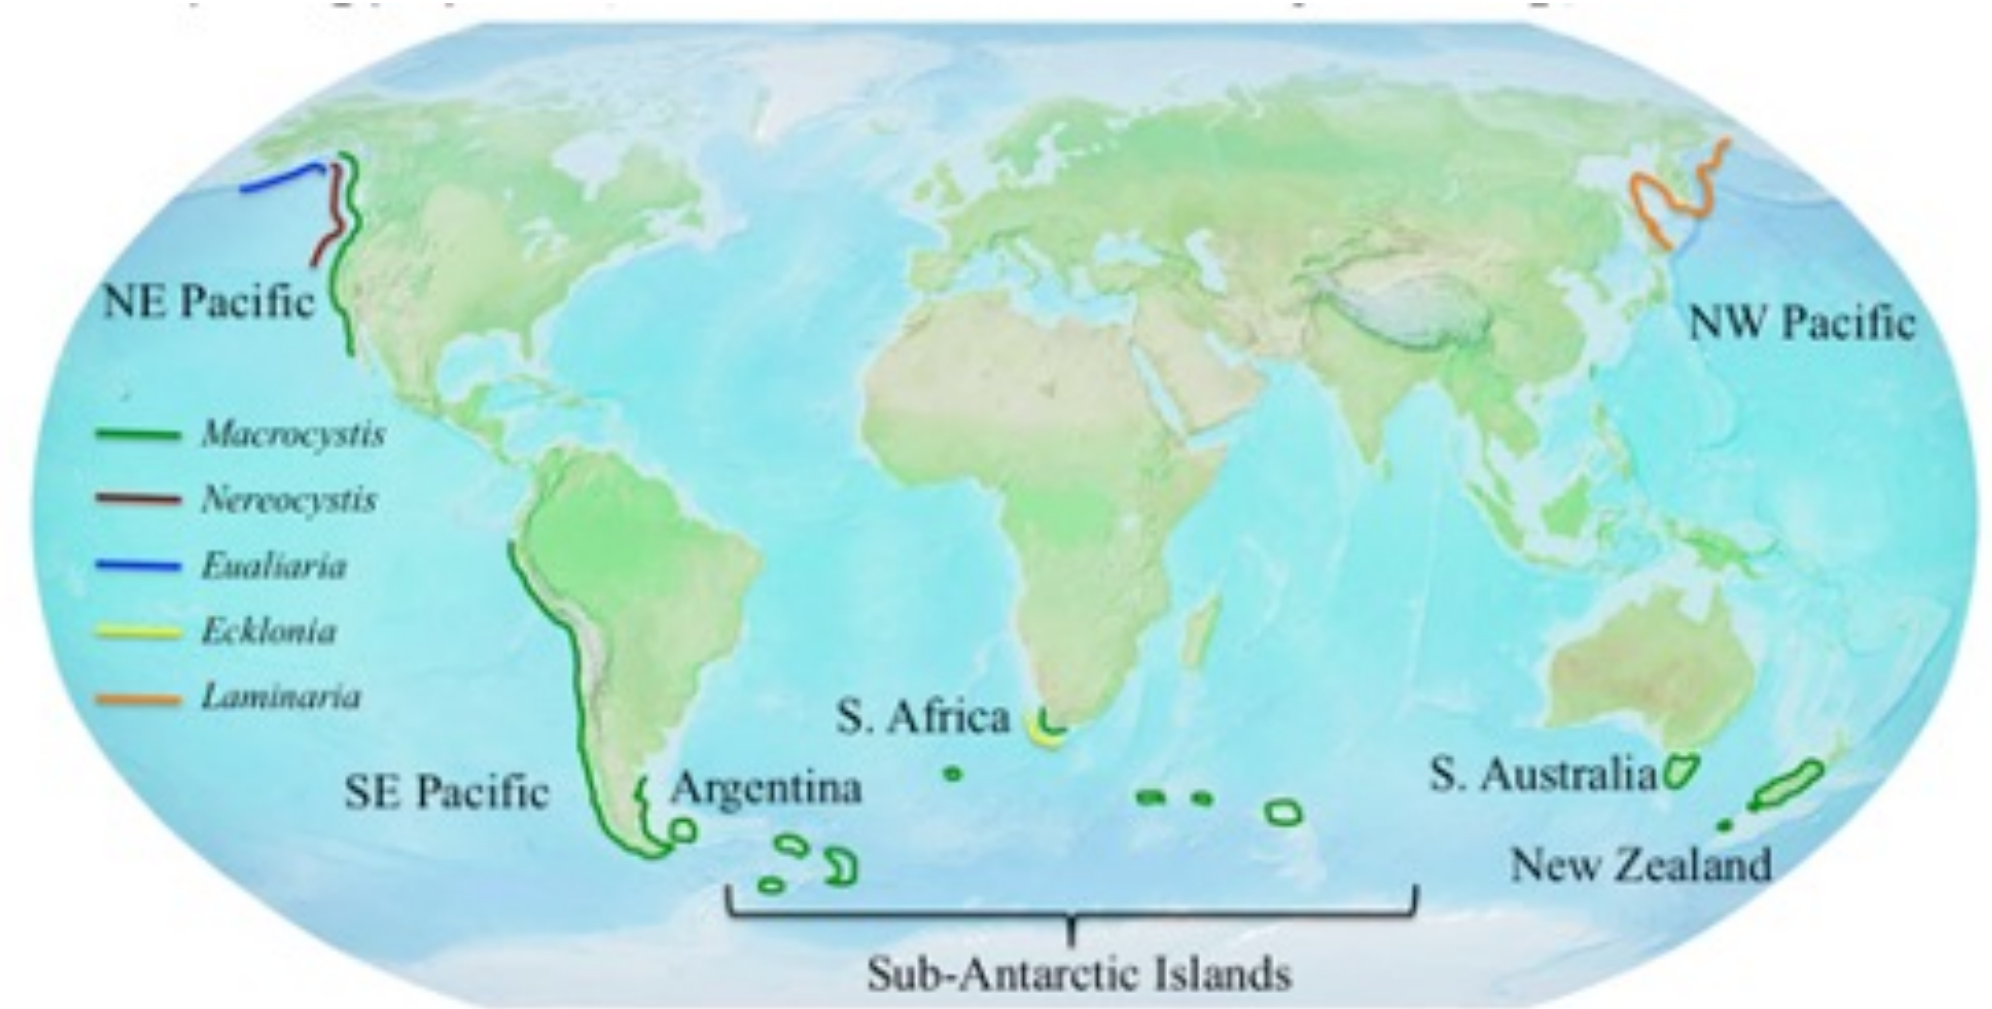 NE Pacific
NW Pacific
Macrocystis
Nereocystis
Eualiaria
Ecklonia
Laminaria
S. Africa
SE Pacific
Argentina
S. Australia
New Zealand
Sub-Antarctic Islands